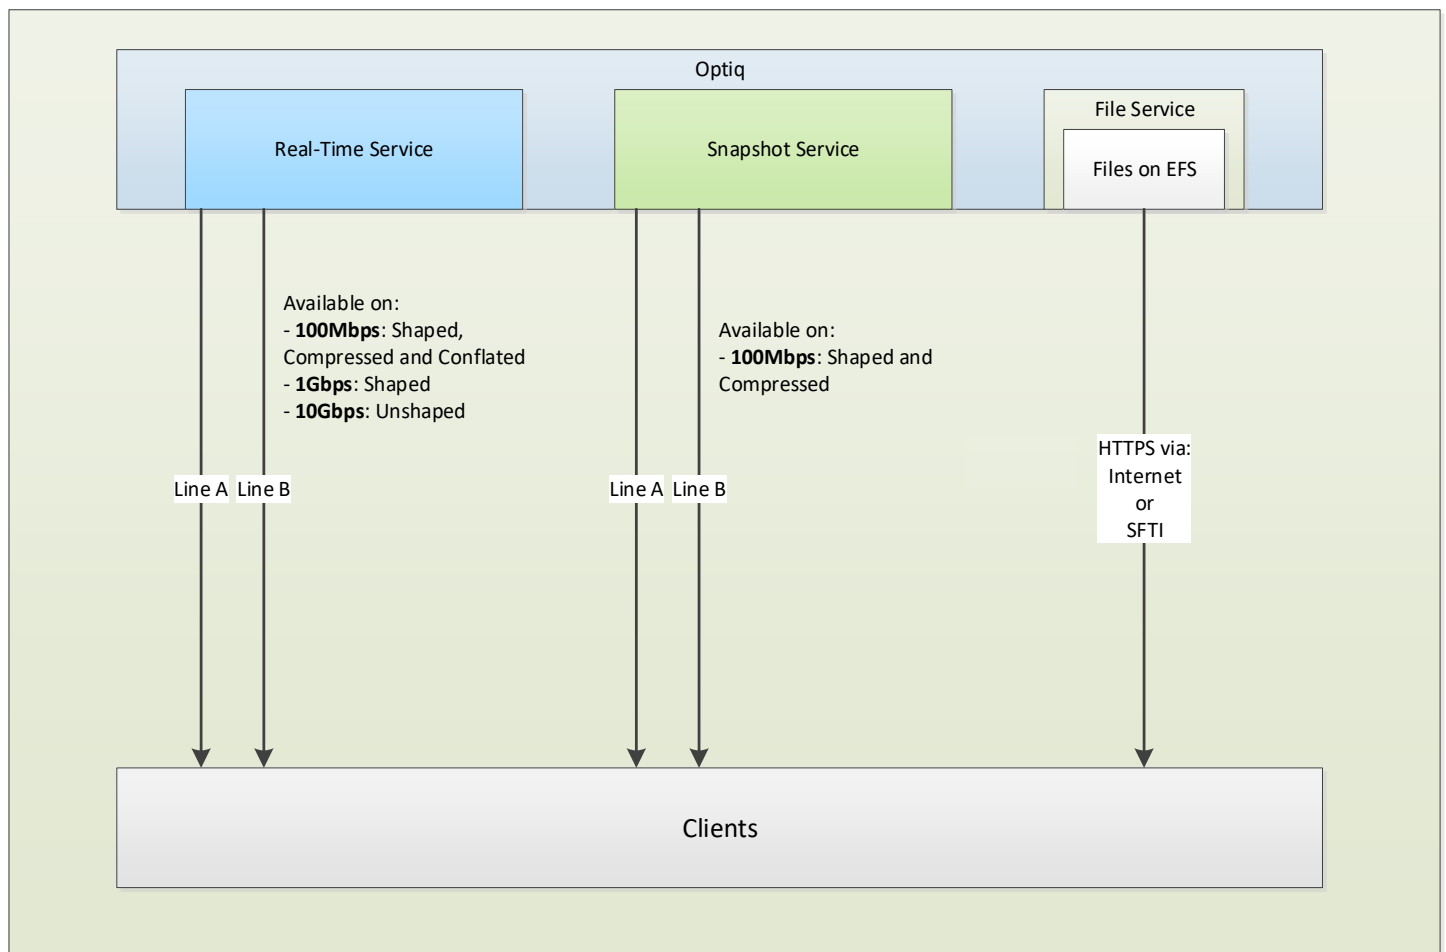 Optiq
Real-Time Service
Snapshot Service
File Service
Files on EFS
Available on:
- 100Mbps: Shaped,
Compressed and Conflated
- 1Gbps: Shaped
- 10Gbps: Unshaped
Available on:
- 100Mbps: Shaped and
Compressed
Line A
Line B
Line A
Line B
HTTPS via:
Internet
or
SFTI
Clients